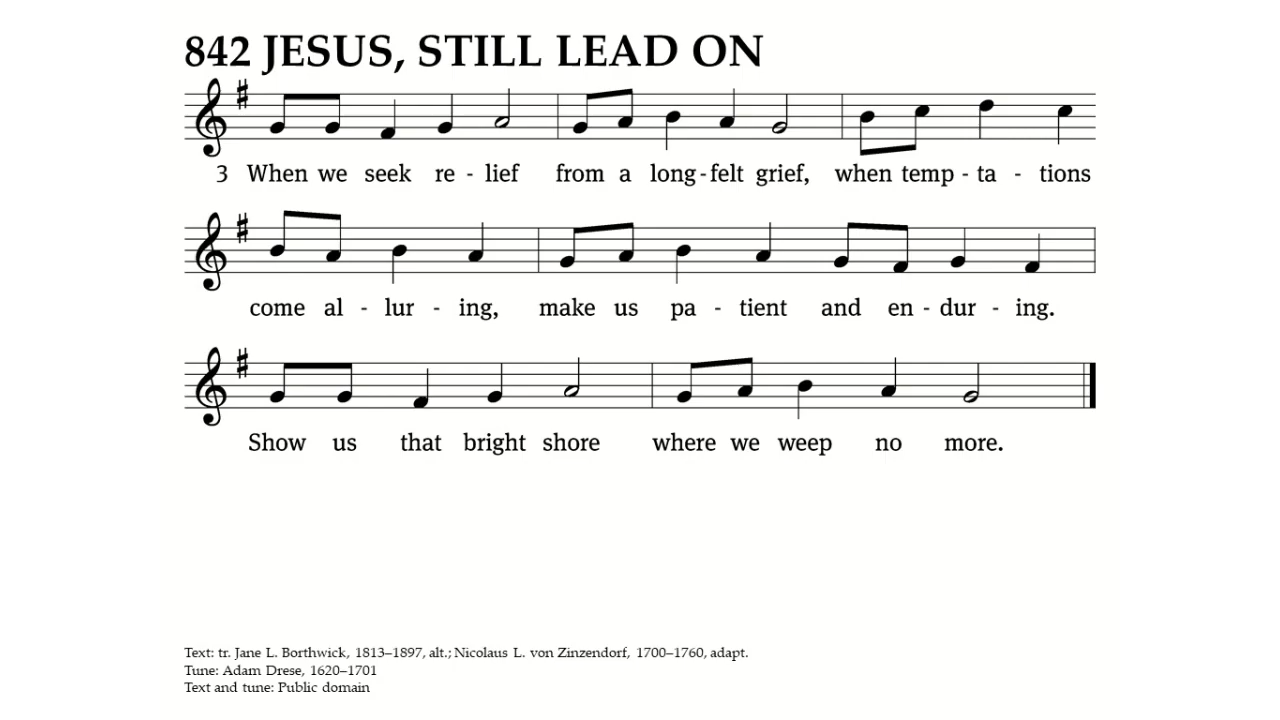 842 JESUS, STILL LEAD ON
3 When we seek re - lief from a long - felt grief, when temp - ta - tions
come al - lur - ing, make us pa - tient and en - dur - ing.
Show us that bright shore where we weep no more.
Text: tr. Jane L. Borthwick, 1813–1897, alt.; Nicolaus L. von Zinzendorf, 1700–1760, adapt.
Tune: Adam Drese, 1620–1701
Text and tune: Public domain